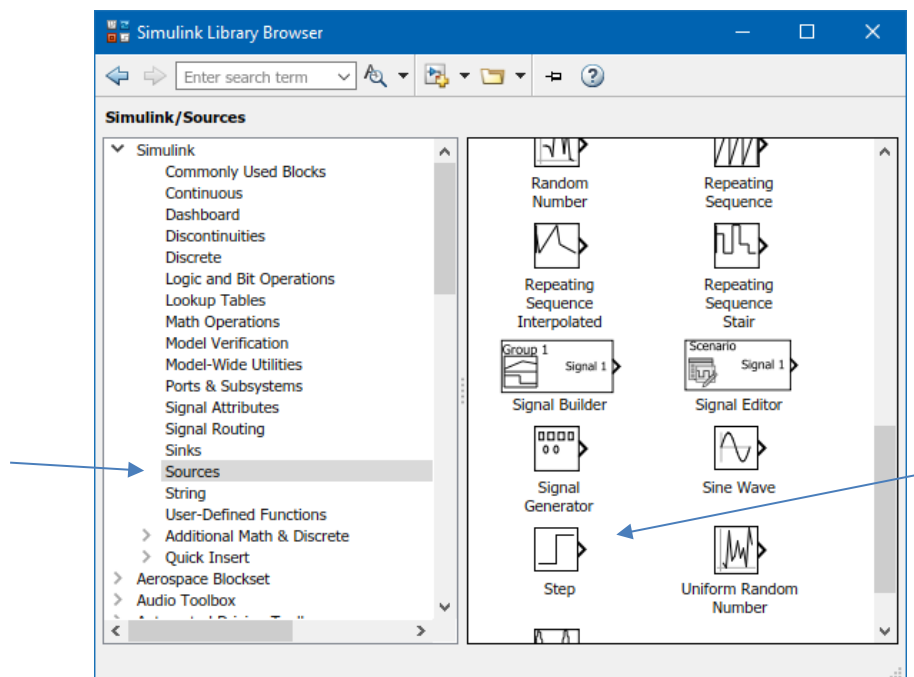 Simulink Library Browser
Enter search term
Simulink/Sources
Simulink
Commonly Used Blocks
Continuous
Dashboard
Discontinuities
Discrete
Logic and Bit Operations
Lookup Tables
Math Operations
Model Verification
Model-Wide Utilities
Ports & Subsystems
Signal Attributes
Signal Routing
Sinks
Sources
String
User-Defined Functions
Additional Math & Discrete
Quick Insert
Aerospace Blockset
Audio Toolbox
Random
Number
Repeating
Sequence
Repeating
Sequence
Interpolated
Repeating
Sequence
Stair
Group 1
Signal 1
Signal Builder
Scenario
Signal 1
Signal Editor
Signal
Generator
Sine Wave
Step
Uniform Random
Number